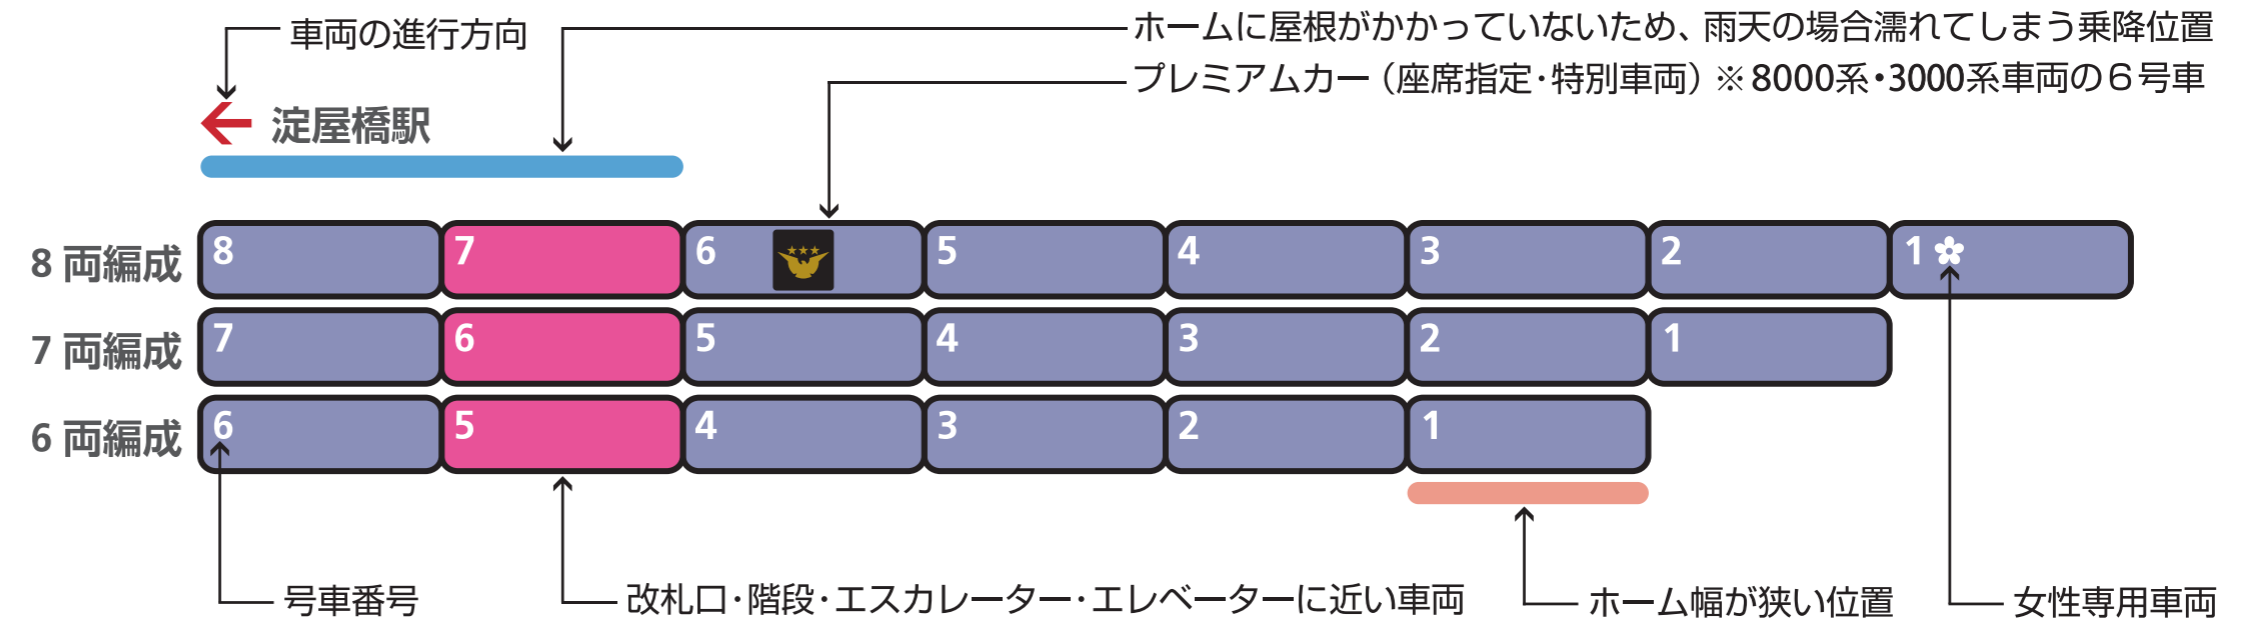 車両の進行方向
ホームに屋根がかかっていないため、雨天の場合濡れてしまう乗降位置
プレミアムカー（座席指定・特別車両）※8000系・3000系車両の６号車
淀屋橋駅
8両編成 8 7 6 5 4 3 2 1
7両編成 7 6 5 4 3 2 1
6両編成 6 5 4 3 2 1
号車番号
改札口・階段・エスカレーター・エレベーターに近い車両
ホーム幅が狭い位置
女性専用車両